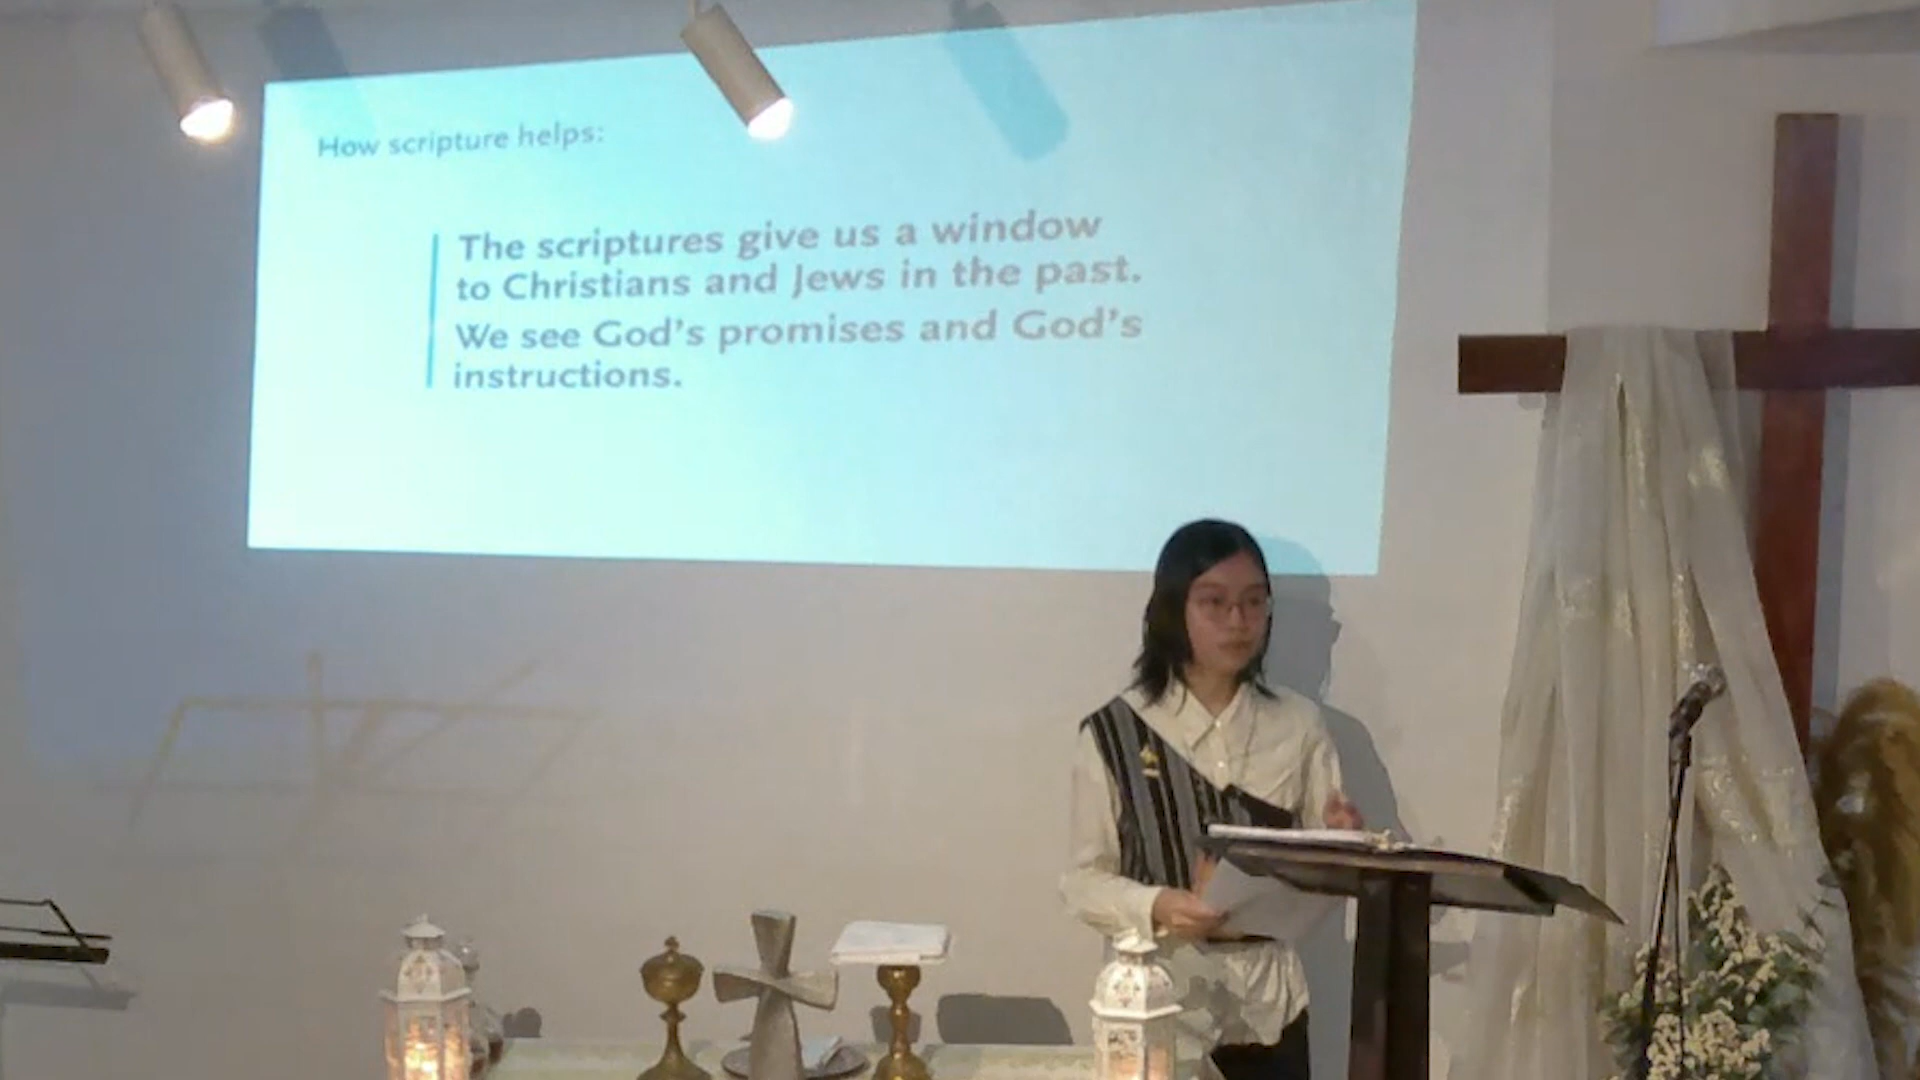 How scripture helps:
The scriptures give us a window
to Christians and Jews in the past.
We see God's promises and God's
instructions.